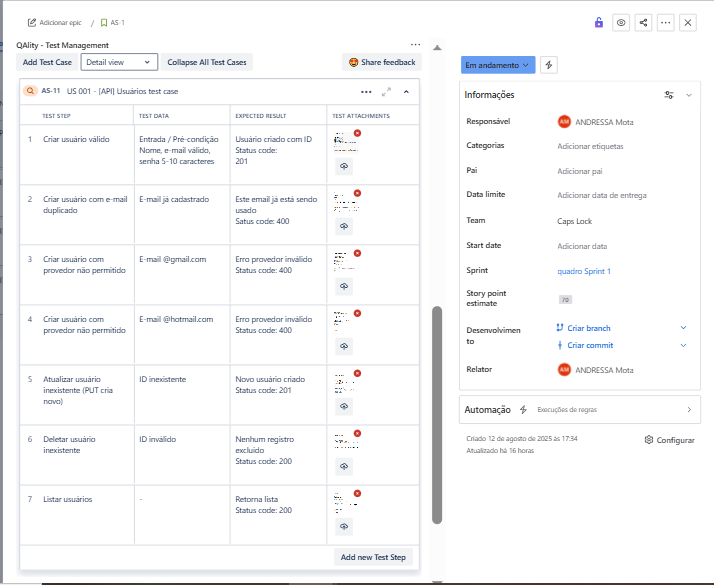 Adicionar epic / AS-1
QAlity - Test Management
Add Test Case Detail view Collapse All Test Cases Share feedback
AS-11 US 001 - [API] Usuários test case
TEST STEP TEST DATA EXPECTED RESULT TEST ATTACHMENTS
1 Criar usuário válido
Entrada / Pré-condição
Nome, e-mail válido,
senha 5-10 caracteres
Usuário criado com ID
Status code:
201
2 Criar usuário com e-mail
duplicado
E-mail já cadastrado
Este email já está sendo
usado
Satus code: 400
3 Criar usuário com
provedor não permitido
E-mail @gmail.com
Erro provedor inválido
Status code: 400
4 Criar usuário com
provedor não permitido
E-mail @hotmail.com
Erro provedor inválido
Status code: 400
5 Atualizar usuário
inexistente (PUT cria
novo)
ID inexistente
Novo usuário criado
Status code: 201
6 Deletar usuário
inexistente
ID inválido
Nenhum registro
excluído
Status code: 200
7 Listar usuários
-
Retorna lista
Status code: 200
Add new Test Step
Em andamento
Informações
Responsável AM ANDRESSA Mota
Categorias Adicionar etiquetas
Pai Adicionar pai
Data limite Adicionar data de entrega
Team Caps Lock
Start date Adicionar data
Sprint quadro Sprint 1
Story point
estimate
70
Desenvolvimen
to
Criar branch
Criar commit
Relator AM ANDRESSA Mota
Automação Execuções de regras
Criado 12 de agosto de 2025 às 17:34
Atualizado há 16 horas
Configurar